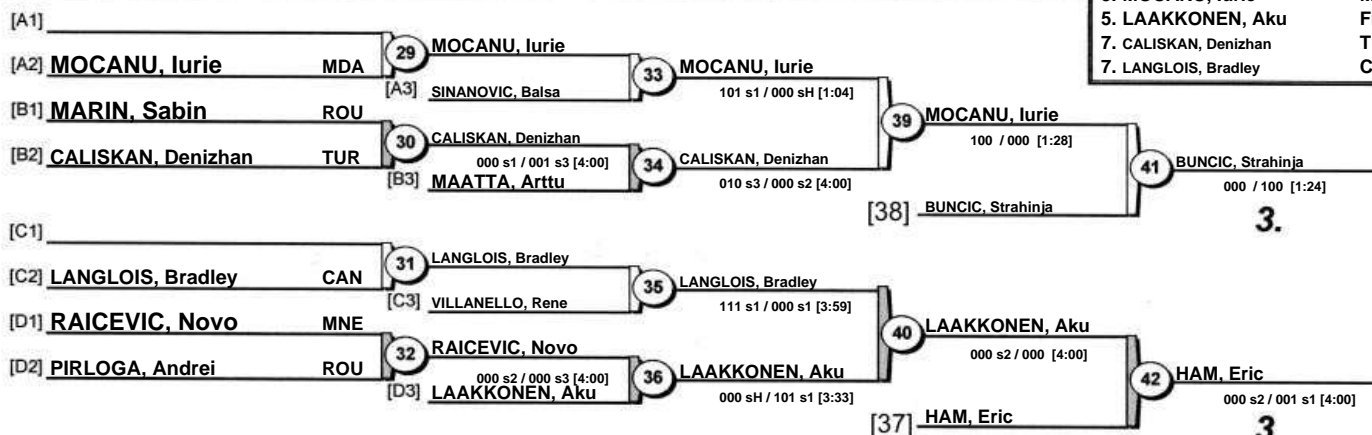 5. LAAKKONEN, Aku F
7. CALISKAN, Denizhan T
7. LANGLOIS, Bradley C
[A1]
[A2] MOCANU, Iurie MDA
29 MOCANU, Iurie
[A3] SINANOVIC, Balsa
33 MOCANU, Iurie
101 s1 / 000 sH [1:04]
[B1] MARIN, Sabin ROU
[B2] CALISKAN, Denizhan TUR
30 CALISKAN, Denizhan
000 s1 / 001 s3 [4:00]
[B3] MAATTA, Arttu
34 CALISKAN, Denizhan
010 s3 / 000 s2 [4:00]
39 MOCANU, Iurie
100 / 000 [1:28]
[38] BUNCIC, Strahinja
41 BUNCIC, Strahinja
000 / 100 [1:24]
3.
[C1]
[C2] LANGLOIS, Bradley CAN
31 LANGLOIS, Bradley
[C3] VILLANELLO, Rene
35 LANGLOIS, Bradley
111 s1 / 000 s1 [3:59]
[D1] RAICEVIC, Novo MNE
[D2] PIRLOGA, Andrei ROU
32 RAICEVIC, Novo
000 s2 / 000 s3 [4:00]
[D3] LAAKKONEN, Aku
36 LAAKKONEN, Aku
000 sH / 101 s1 [3:33]
40 LAAKKONEN, Aku
000 s2 / 000 [4:00]
[37] HAM, Eric
42 HAM, Eric
000 s2 / 001 s1 [4:00]
3